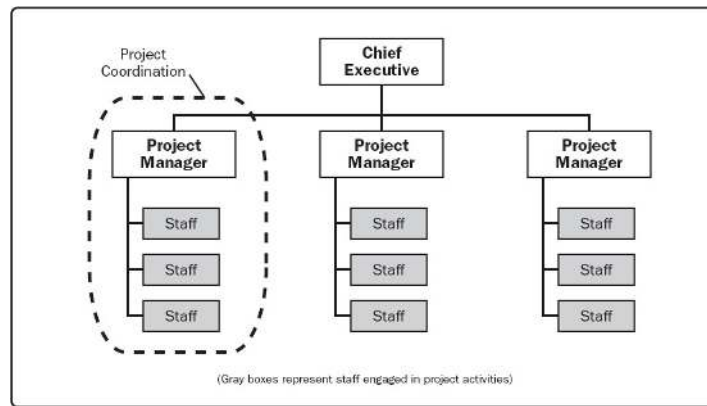 Project
Coordination
Chief
Executive
Project
Manager
Project
Manager
Project
Manager
Staff
Staff
Staff
Staff
Staff
Staff
Staff
Staff
Staff
(Gray boxes represent staff engaged in project activities)